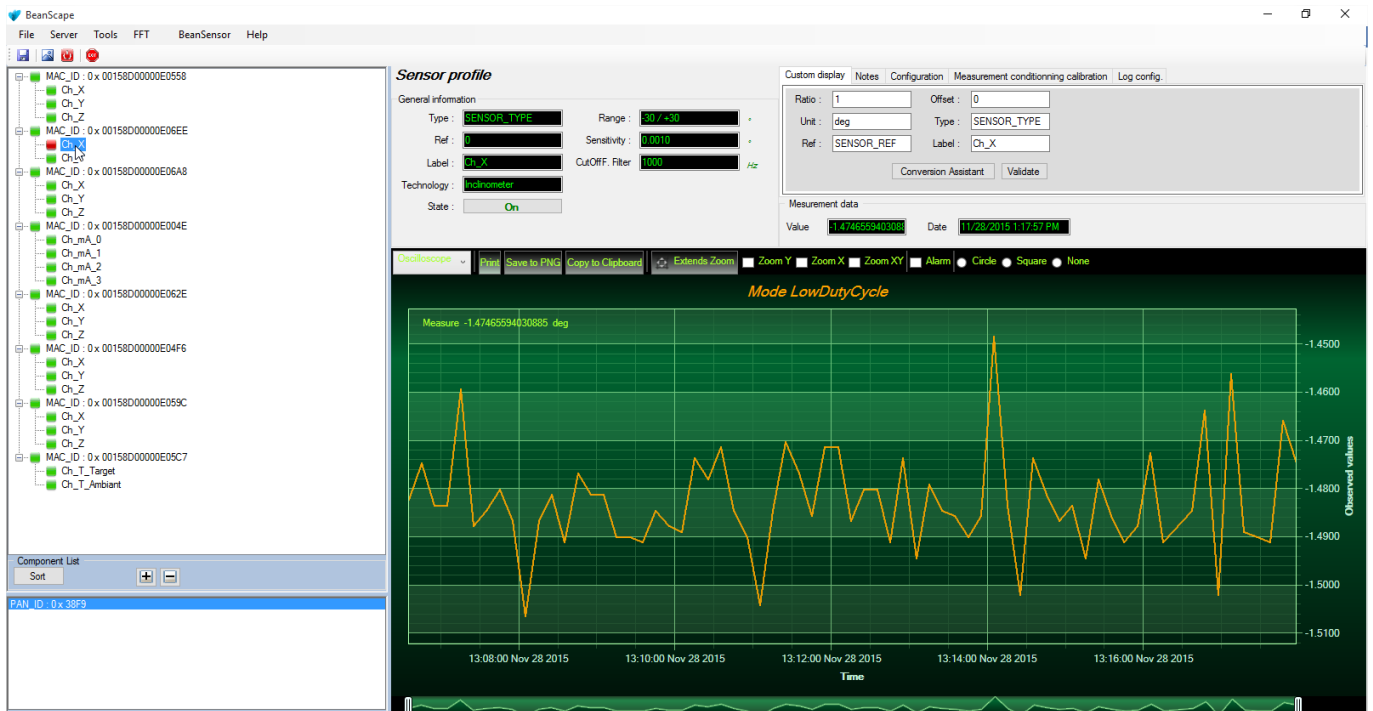 BeanScape
File Server Tools FFT BeanSensor Help
MAC_ID : 0 x 00158D00000E0558
Ch_X
Ch_Y
Ch_Z
MAC_ID : 0 x 00158D00000E06EE
Ch_X
MAC_ID : 0 x 00158D00000E06A8
Ch_X
Ch_Y
Ch_Z
MAC_ID : 0 x 00158D00000E004E
Ch_mA_0
Ch_mA_1
Ch_mA_2
Ch_mA_3
MAC_ID : 0 x 00158D00000E062E
Ch_X
Ch_Y
Ch_Z
MAC_ID : 0 x 00158D00000E04F6
Ch_X
Ch_Y
Ch_Z
MAC_ID : 0 x 00158D00000E059C
Ch_X
Ch_Y
Ch_Z
MAC_ID : 0 x 00158D00000E05C7
Ch_T_Target
Ch_T_Ambiant
Component List
Sort
PAN_ID : 0 x 38F9
Sensor profile
General information
Type : SENSOR_TYPE Range : -30 / +30 °
Ref : 0 Sensitivity : 0.0010 °
Label : Ch_X CutOffF. Filter 1000 Hz
Technology : Inclinometer
State : On
Custom display Notes Configuration Measurement conditionning calibration Log config.
Ratio : 1 Offset : 0
Unit : deg Type : SENSOR_TYPE
Ref : SENSOR_REF Label : Ch_X
Conversion Assistant Validate
Mesurement data
Value -1.4746559403088 Date 11/28/2015 1:17:57 PM
Oscilloscope Print Save to PNG Copy to Clipboard Extends Zoom Zoom Y Zoom X Zoom XY Alarm Circle Square None
Mode LowDutyCycle
Measure -1.47465594030885 deg
-1.4500
-1.4600
-1.4700
-1.4800
-1.4900
-1.5000
-1.5100
Observed values
13:08:00 Nov 28 2015 13:10:00 Nov 28 2015 13:12:00 Nov 28 2015 13:14:00 Nov 28 2015 13:16:00 Nov 28 2015
Time